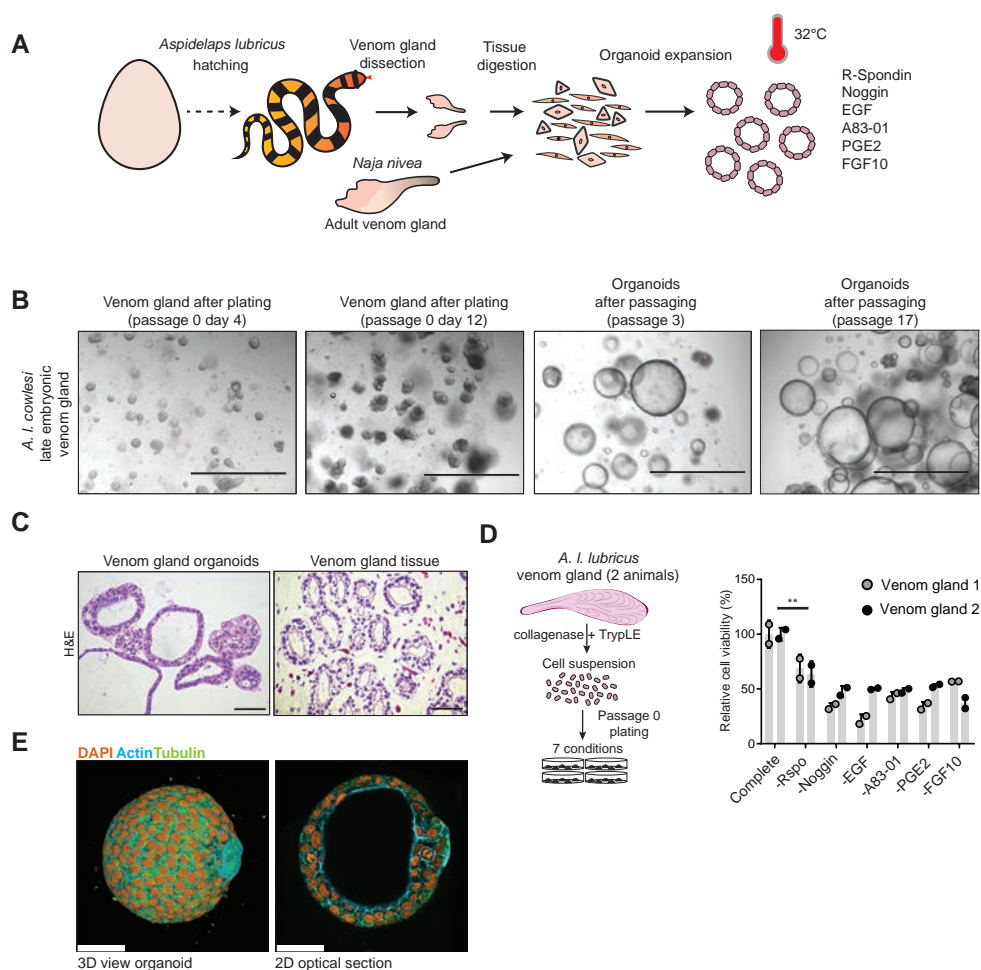 A
Aspidelaps lubricus
hatching
Venom gland
dissection
Tissue
digestion
Organoid expansion
32°C
R-Spondin
Noggin
EGF
A83-01
PGE2
FGF10
Naja nivea
Adult venom gland
B
Venom gland after plating
(passage 0 day 4)
Venom gland after plating
(passage 0 day 12)
Organoids
after passaging
(passage 3)
Organoids
after passaging
(passage 17)
A. l. cowlesi
late embryonic
venom gland
C
Venom gland organoids
Venom gland tissue
H&E
D
A. l. lubricus
venom gland (2 animals)
collagenase + TrypLE
Cell suspension
Passage 0
plating
7 conditions
Relative cell viability (%)
150
100
50
0
**
Venom gland 1
Venom gland 2
Complete
-Rspo
-Noggin
-EGF
-A83-01
-PGE2
-FGF10
E
DAPI Actin Tubulin
3D view organoid
2D optical section